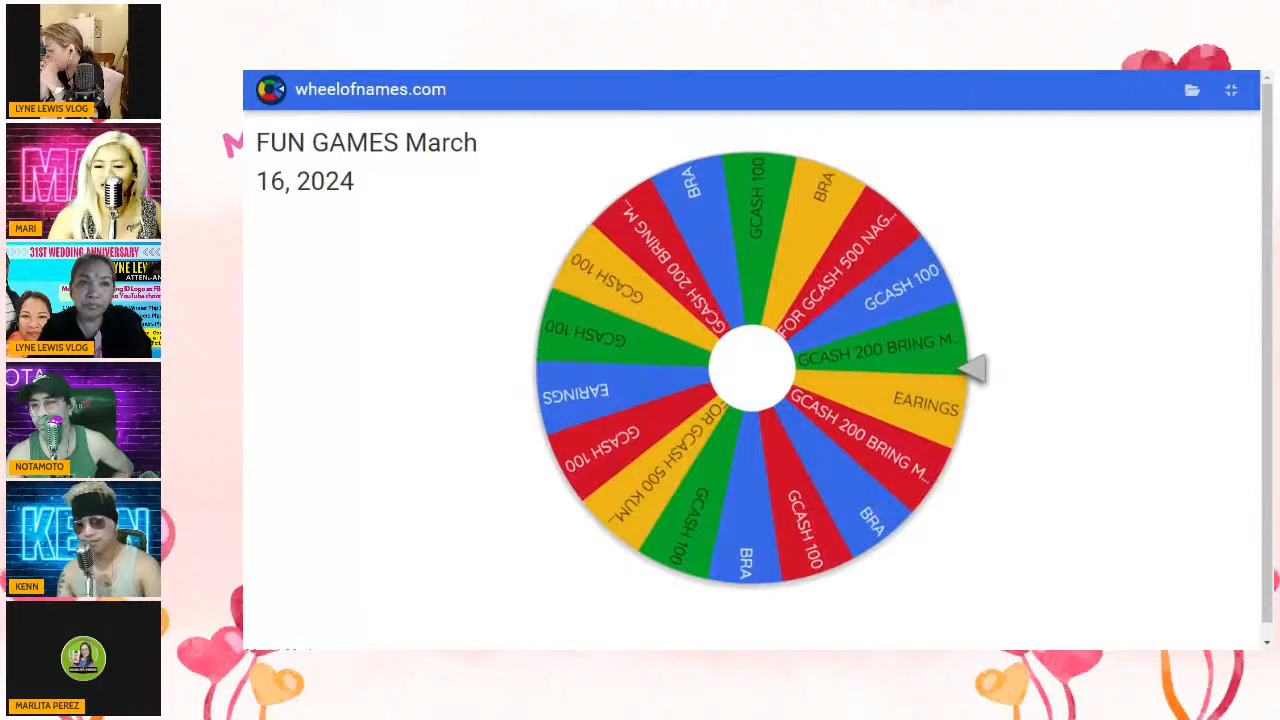 LYNE LEWIS VLOG
MARI
31ST WEDDING ANNIVERSARY
LYNE LEWIS VLOG
NOTAMOTO
KENN
MARLITA PEREZ
wheelofnames.com
FUN GAMES March
16, 2024
GCASH 100
BRA
FOR GCASH 500 NAG...
GCASH 100
GCASH 200 BRING M...
EARINGS
GCASH 200 BRING M...
BRA
GCASH 100
BRA
GCASH 100
FOR GCASH 500 KUM...
GCASH 100
EARINGS
GCASH 100
GCASH 100
GCASH 200 BRING M...
BRA